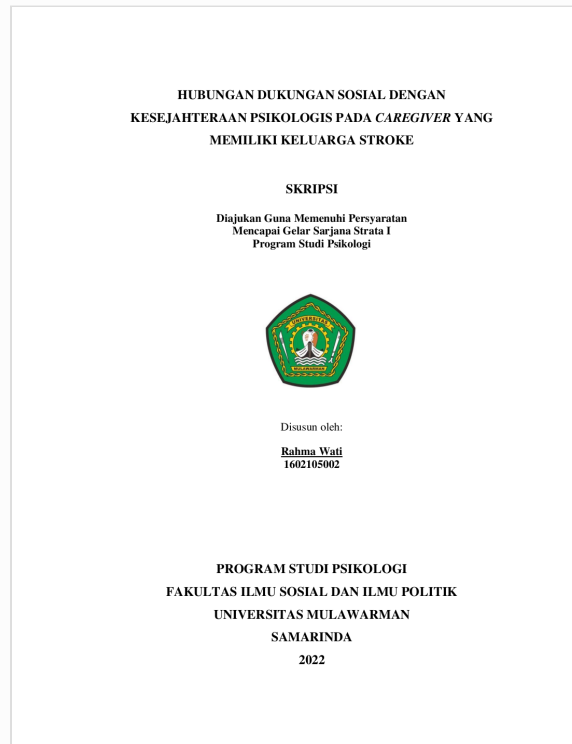 HUBUNGAN DUKUNGAN SOSIAL DENGAN
KESEJAHTERAAN PSIKOLOGIS PADA CAREGIVER YANG
MEMILIKI KELUARGA STROKE
SKRIPSI
Diajukan Guna Memenuhi Persyaratan
Mencapai Gelar Sarjana Strata I
Program Studi Psikologi
UNIVERSITAS
MULAWARMAN
Disusun oleh:
Rahma Wati
1602105002
PROGRAM STUDI PSIKOLOGI
FAKULTAS ILMU SOSIAL DAN ILMU POLITIK
UNIVERSITAS MULAWARMAN
SAMARINDA
2022